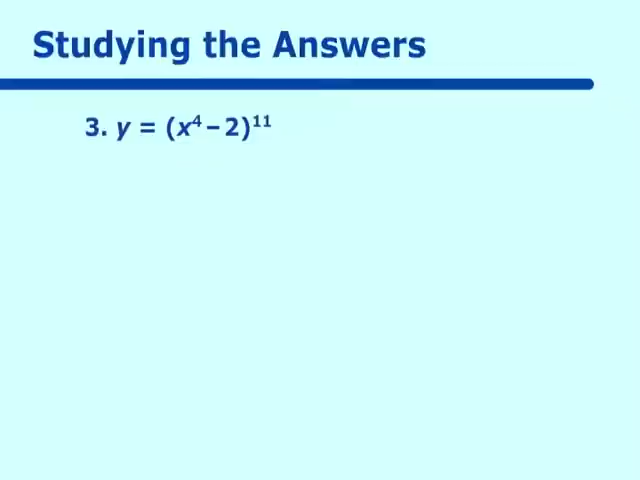 Studying the Answers
3. y = (x⁴ – 2)¹¹